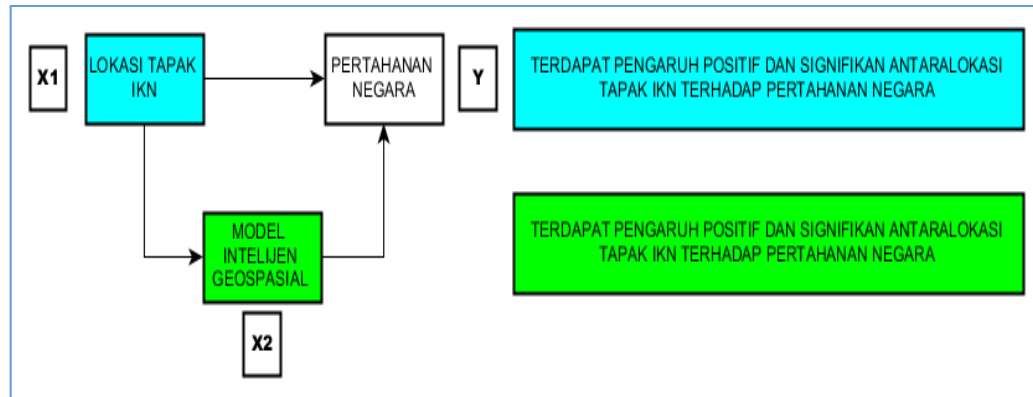 X1
LOKASI TAPAK
IKN
PERTAHANAN
NEGARA
Y
TERDAPAT PENGARUH POSITIF DAN SIGNIFIKAN ANTARALOKASI
TAPAK IKN TERHADAP PERTAHANAN NEGARA
MODEL
INTELIJEN
GEOSPASIAL
X2
TERDAPAT PENGARUH POSITIF DAN SIGNIFIKAN ANTARALOKASI
TAPAK IKN TERHADAP PERTAHANAN NEGARA